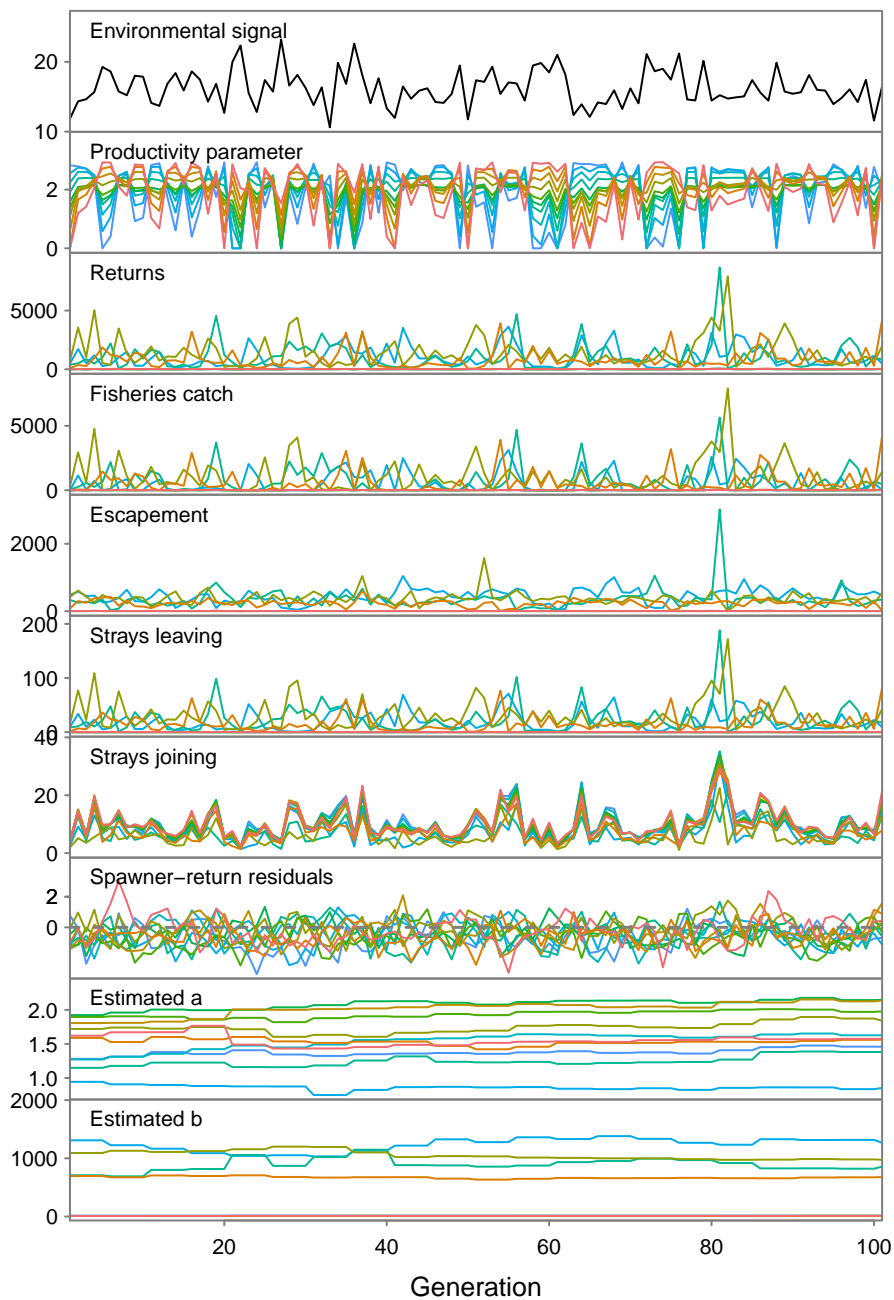 Environmental signal
20
10
Productivity parameter
2
0
Returns
5000
0
Fisheries catch
5000
0
Escapement
2000
0
200
Strays leaving
100
0
40
Strays joining
20
0
Spawner−return residuals
2
0
Estimated a
2.0
1.5
1.0
2000
Estimated b
1000
0
20 40 60 80 100
Generation